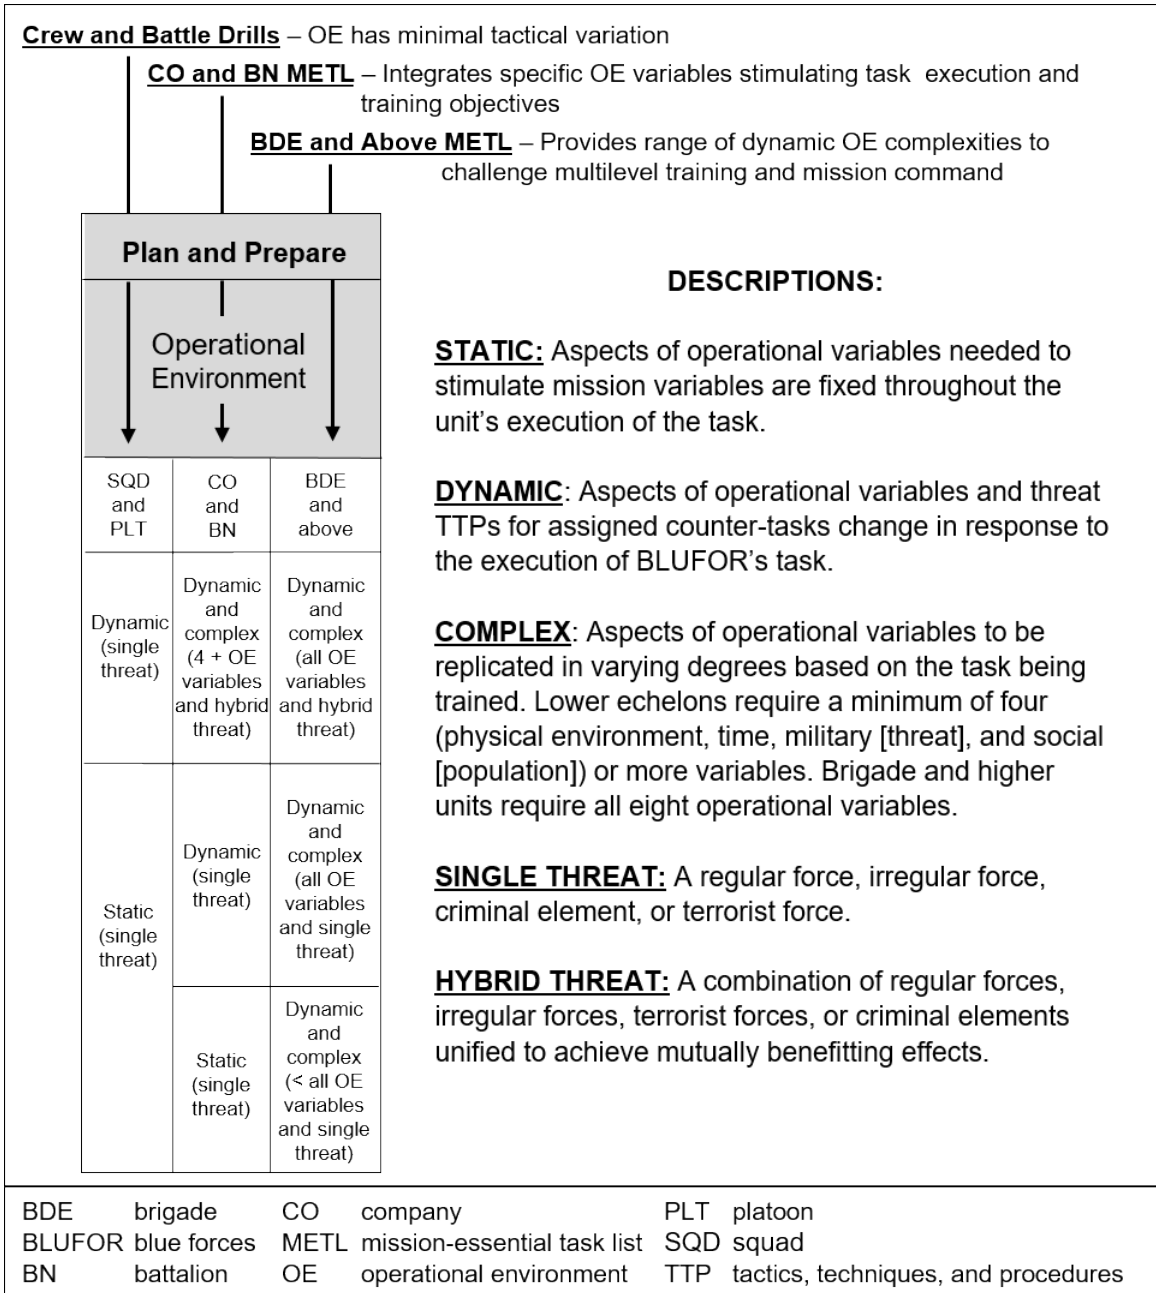 Crew and Battle Drills – OE has minimal tactical variation
CO and BN METL – Integrates specific OE variables stimulating task execution and
training objectives
BDE and Above METL – Provides range of dynamic OE complexities to
challenge multilevel training and mission command
Plan and Prepare
Operational
Environment
SQD
and
PLT
CO
and
BN
BDE
and
above
Dynamic
(single
threat)
Dynamic
and
complex
(4 + OE
variables
and hybrid
threat)
Dynamic
and
complex
(all OE
variables
and hybrid
threat)
Static
(single
threat)
Dynamic
(single
threat)
Dynamic
and
complex
(all OE
variables
and single
threat)
Static
(single
threat)
Dynamic
and
complex
(< all OE
variables
and single
threat)
DESCRIPTIONS:
STATIC: Aspects of operational variables needed to
stimulate mission variables are fixed throughout the
unit's execution of the task.
DYNAMIC: Aspects of operational variables and threat
TTPs for assigned counter-tasks change in response to
the execution of BLUFOR's task.
COMPLEX: Aspects of operational variables to be
replicated in varying degrees based on the task being
trained. Lower echelons require a minimum of four
(physical environment, time, military [threat], and social
[population]) or more variables. Brigade and higher
units require all eight operational variables.
SINGLE THREAT: A regular force, irregular force,
criminal element, or terrorist force.
HYBRID THREAT: A combination of regular forces,
irregular forces, terrorist forces, or criminal elements
unified to achieve mutually benefitting effects.
BDE brigade CO company PLT platoon
BLUFOR blue forces METL mission-essential task list SQD squad
BN battalion OE operational environment TTP tactics, techniques, and procedures